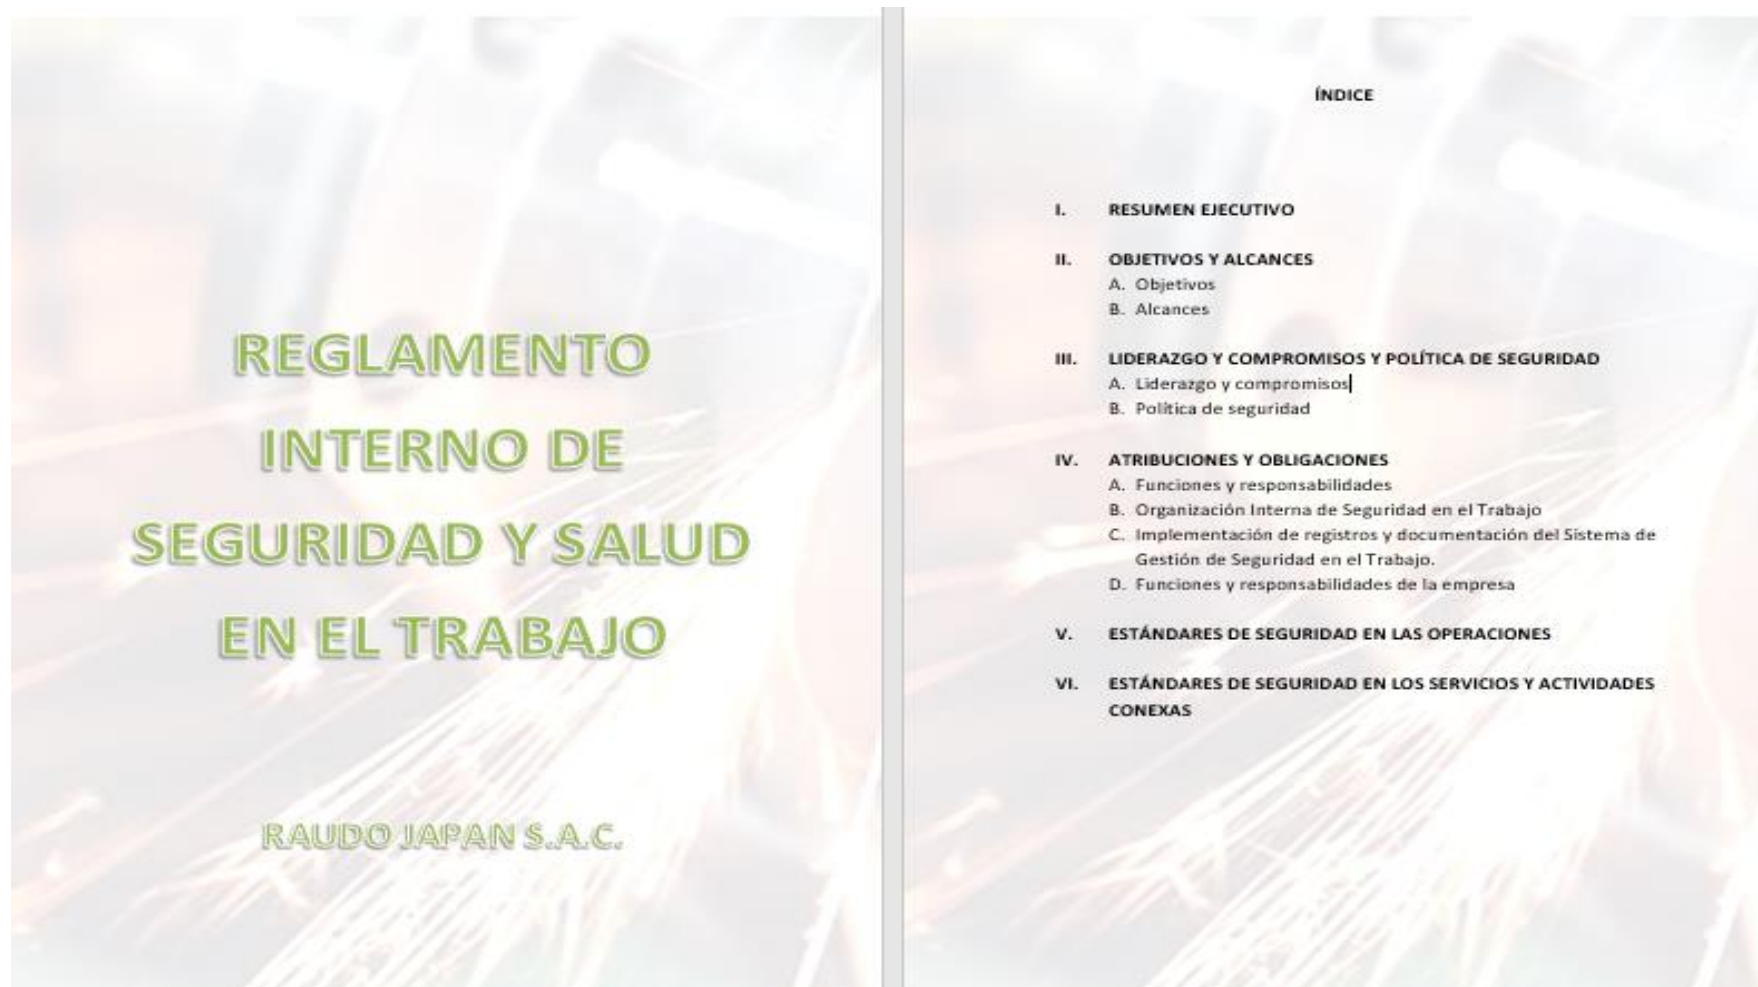 REGLAMENTO
INTERNO DE
SEGURIDAD Y SALUD
EN EL TRABAJO
RAUDO JAPAN S.A.C.
ÍNDICE
I. RESUMEN EJECUTIVO
II. OBJETIVOS Y ALCANCES
A. Objetivos
B. Alcances
III. LIDERAZGO Y COMPROMISOS Y POLÍTICA DE SEGURIDAD
A. Liderazgo y compromisos
B. Política de seguridad
IV. ATRIBUCIONES Y OBLIGACIONES
A. Funciones y responsabilidades
B. Organización Interna de Seguridad en el Trabajo
C. Implementación de registros y documentación del Sistema de
Gestión de Seguridad en el Trabajo.
D. Funciones y responsabilidades de la empresa
V. ESTÁNDARES DE SEGURIDAD EN LAS OPERACIONES
VI. ESTÁNDARES DE SEGURIDAD EN LOS SERVICIOS Y ACTIVIDADES
CONEXAS